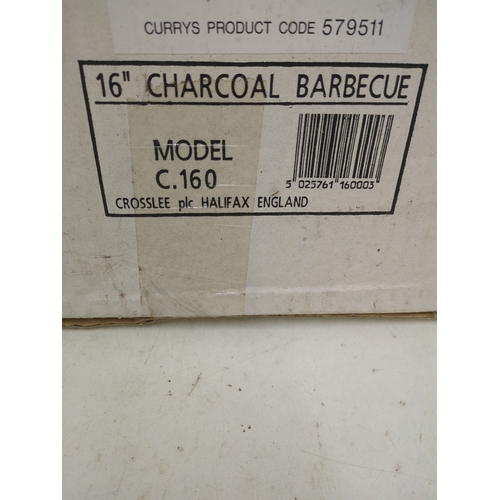 CURRYS PRODUCT CODE 579511
16" CHARCOAL BARBECUE
MODEL
C.160
5 025761 160003
CROSSLEE plc HALIFAX ENGLAND